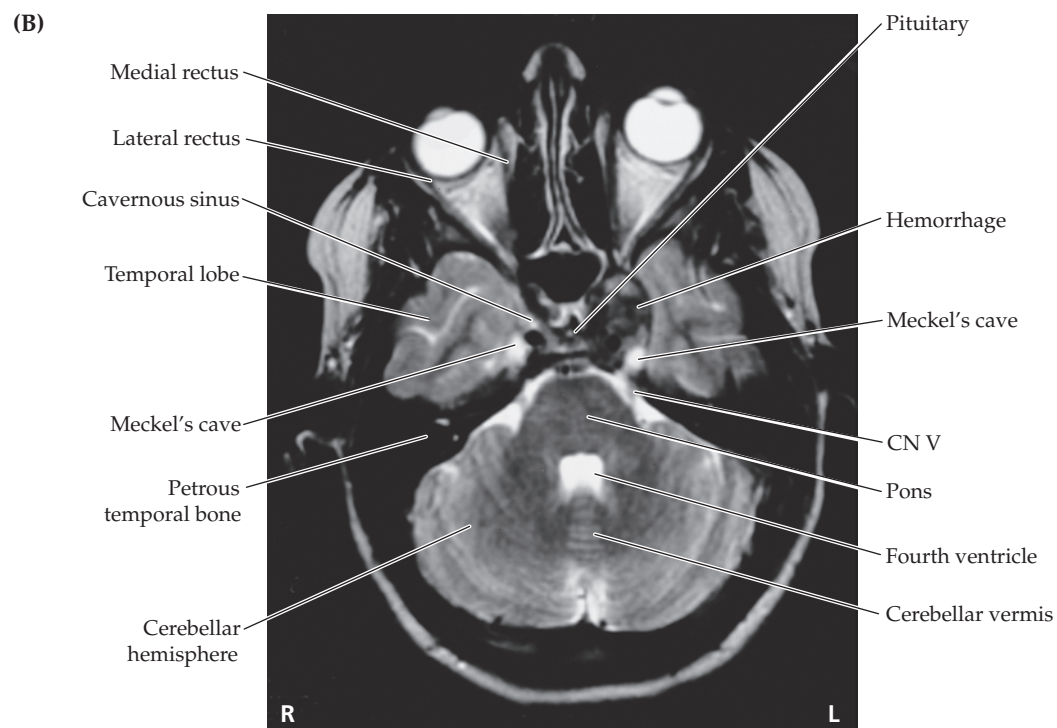 (B)
Pituitary
Medial rectus
Lateral rectus
Cavernous sinus
Hemorrhage
Temporal lobe
Meckel's cave
Meckel's cave
CN V
Petrous
temporal bone
Pons
Fourth ventricle
Cerebellar vermis
Cerebellar
hemisphere
R
L